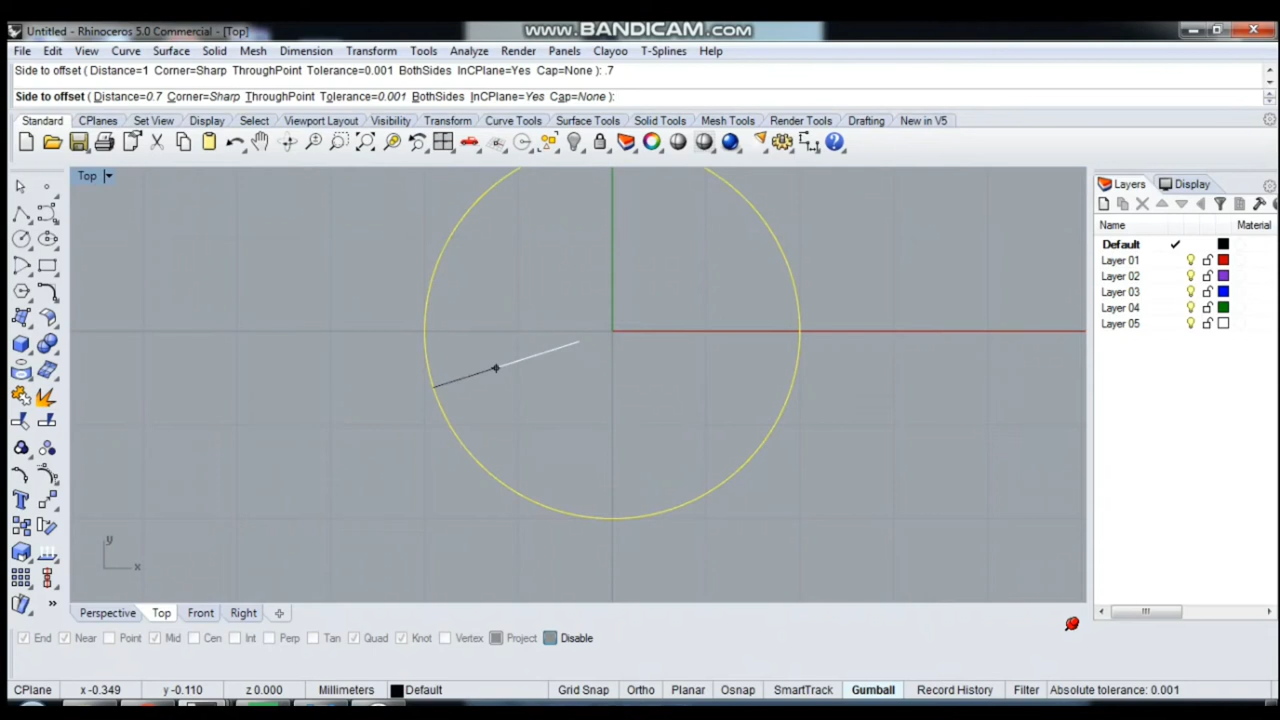 Untitled - Rhinoceros 5.0 Commercial - [Top]
www.BANDICAM.com
File Edit View Curve Surface Solid Mesh Dimension Transform Tools Analyze Render Panels Clayoo T-Splines Help
Side to offset ( Distance=1 Corner=Sharp ThroughPoint Tolerance=0.001 BothSides InCPlane=Yes Cap=None ): .7
Side to offset ( Distance=0.7 Corner=Sharp ThroughPoint Tolerance=0.001 BothSides InCPlane=Yes Cap=None ):
Standard CPlanes Set View Display Select Viewport Layout Visibility Transform Curve Tools Surface Tools Solid Tools Mesh Tools Render Tools Drafting New in V5
Top
Layers Display
Name Material
Default
Layer 01
Layer 02
Layer 03
Layer 04
Layer 05
y
x
Perspective Top Front Right
End Near Point Mid Cen Int Perp Tan Quad Knot Vertex Project Disable
CPlane x -0.349 y -0.110 z 0.000 Millimeters Default Grid Snap Ortho Planar Osnap SmartTrack Gumball Record History Filter Absolute tolerance: 0.001